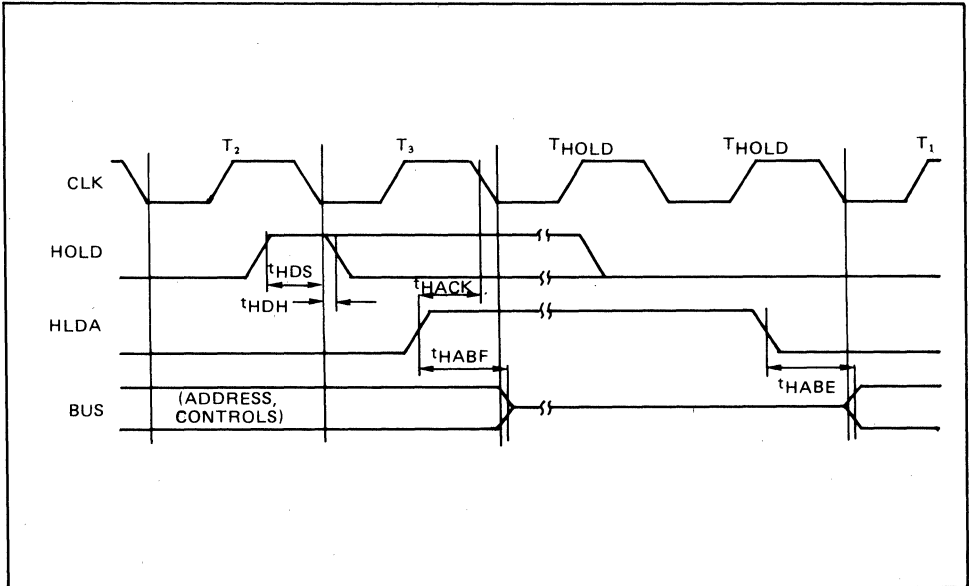 T₂ T₃ THOLD THOLD T₁
CLK
HOLD
tHDS
tHDH
tHACK
HLDA
tHABF
tHABE
BUS
(ADDRESS,
CONTROLS)